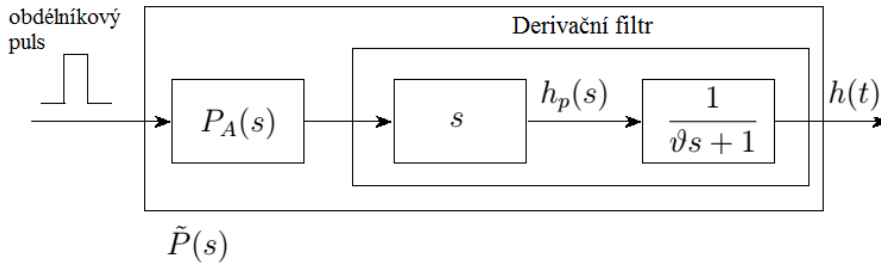 obdélníkový
puls
Derivační filtr
P_A(s)
s
h_p(s)
1
ϑs + 1
h(t)
P̃(s)